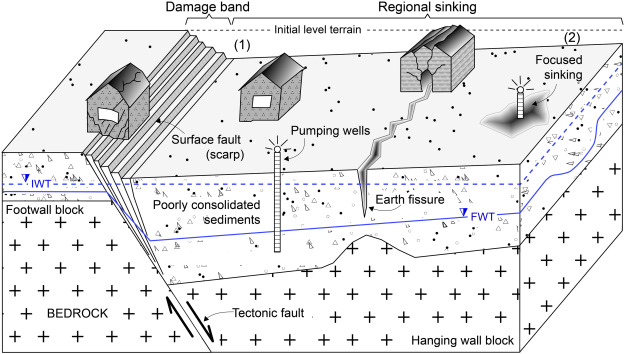 Damage band
Regional sinking
Initial level terrain
(1)
(2)
Focused
sinking
Surface fault
(scarp)
Pumping wells
IWT
Poorly consolidated
sediments
Earth fissure
Footwall block
FWT
BEDROCK
Tectonic fault
Hanging wall block